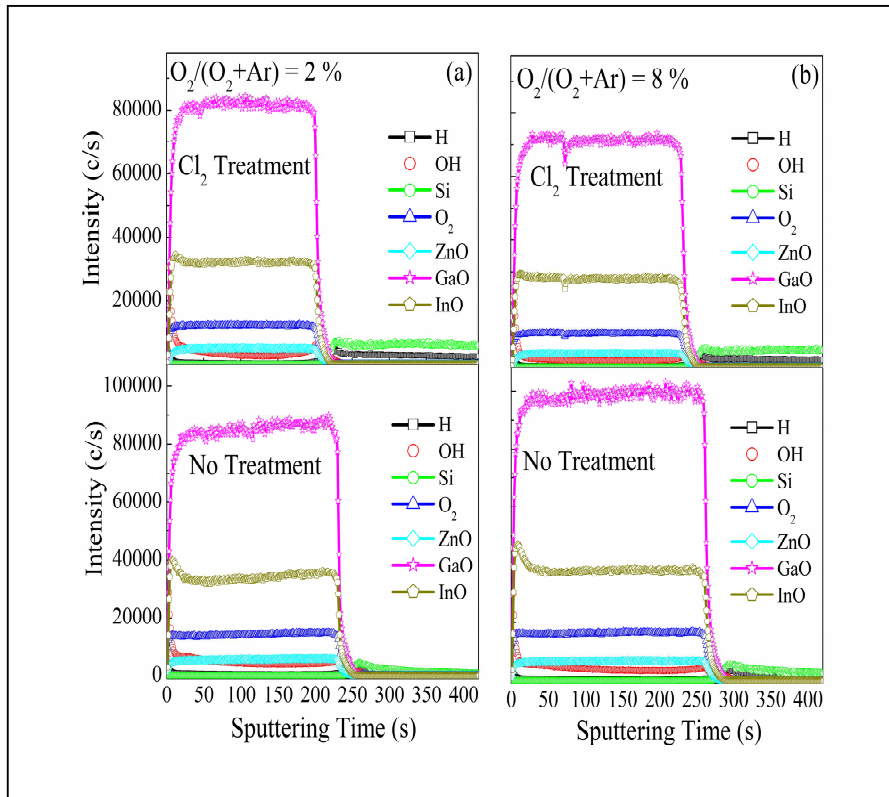 O2/(O2+Ar) = 2 %
(a)
Cl2 Treatment
H
OH
Si
O2
ZnO
GaO
InO
80000
60000
40000
20000
Intensity (c/s)
O2/(O2+Ar) = 8 %
(b)
Cl2 Treatment
H
OH
Si
O2
ZnO
GaO
InO
No Treatment
H
OH
Si
O2
ZnO
GaO
InO
100000
80000
60000
40000
20000
0
Intensity (c/s)
0 50 100 150 200 250 300 350 400
Sputtering Time (s)
No Treatment
H
OH
Si
O2
ZnO
GaO
InO
0 50 100 150 200 250 300 350 400
Sputtering Time (s)